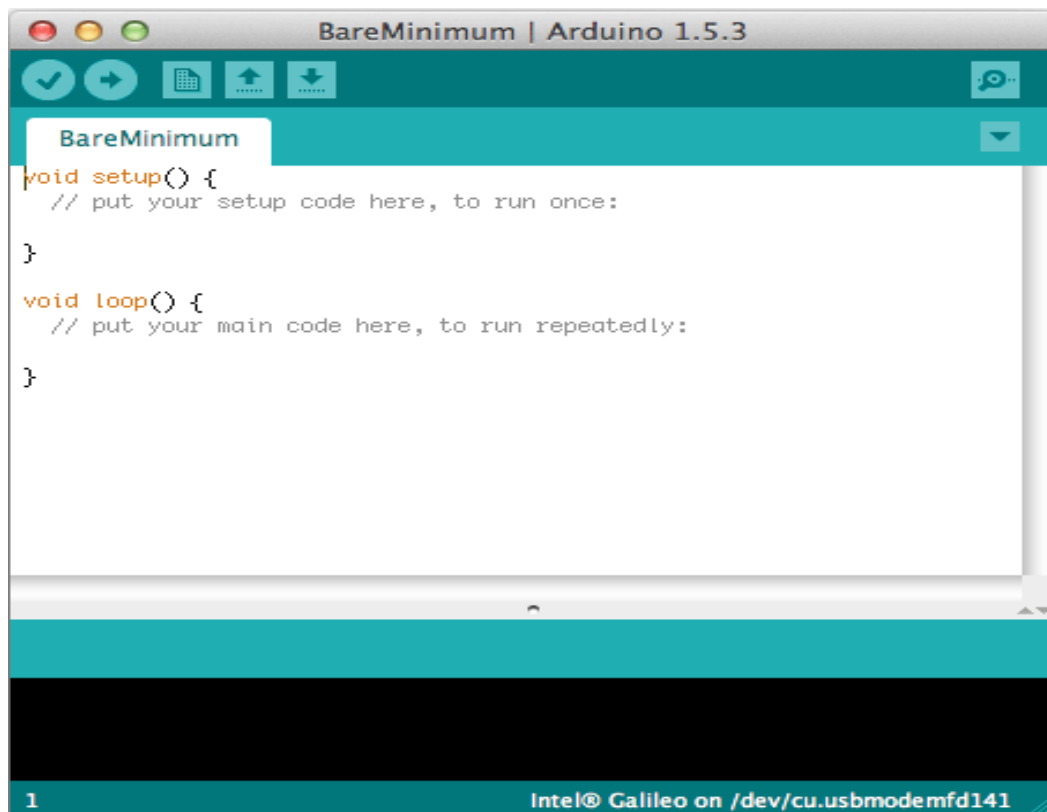 BareMinimum | Arduino 1.5.3
BareMinimum
void setup() {
  // put your setup code here, to run once:
}
void loop() {
  // put your main code here, to run repeatedly:
}
1
Intel® Galileo on /dev/cu.usbmodemfd141